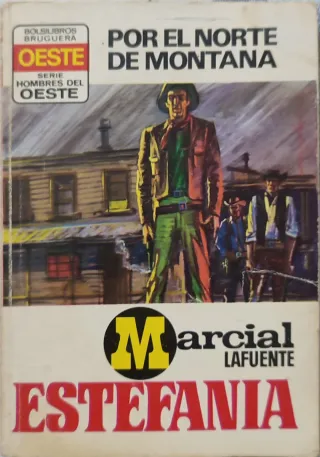 BOLSILIBROS
BRUGUERA
OESTE
SERIE
HOMBRES DEL
OESTE
POR EL NORTE
DE MONTANA
Marcial
LAFUENTE
ESTEFANIA